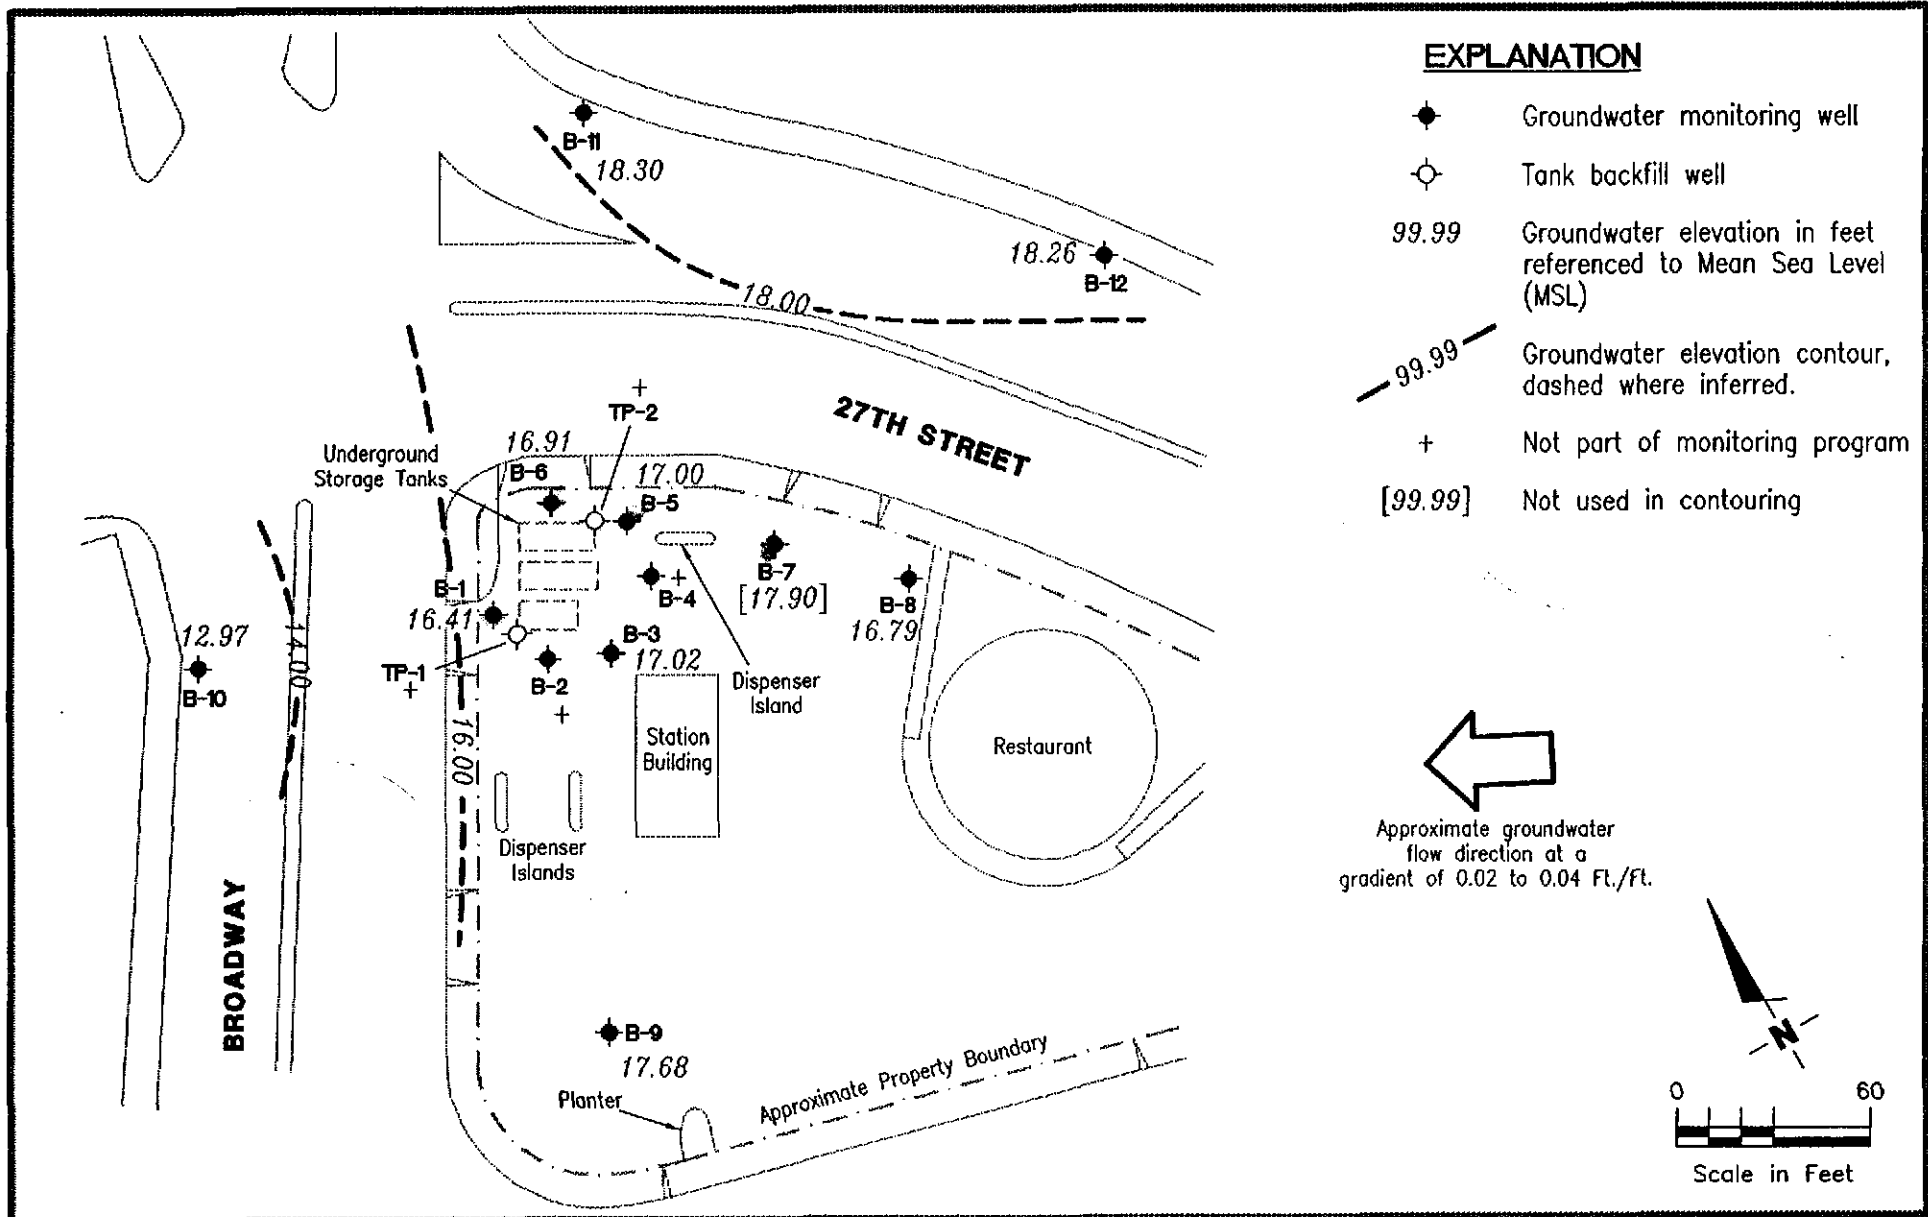 EXPLANATION
Groundwater monitoring well
Tank backfill well
99.99 Groundwater elevation in feet
referenced to Mean Sea Level
(MSL)
99.99 Groundwater elevation contour,
dashed where inferred.
+ Not part of monitoring program
[99.99] Not used in contouring
B-11
18.30
18.26
B-12
18.00
TP-2
27TH STREET
16.91
Underground
Storage Tanks
B-6
17.00
B-5
B-1
B-7
[17.90]
B-4
B-8
16.79
16.41
12.97
B-10
14.00
B-3
17.02
TP-1
B-2
Dispenser
Island
16.00
Station
Building
Restaurant
Dispenser
Islands
Approximate groundwater
flow direction at a
gradient of 0.02 to 0.04 Ft./Ft.
BROADWAY
B-9
17.68
Planter
Approximate Property Boundary
N
0 60
Scale in Feet